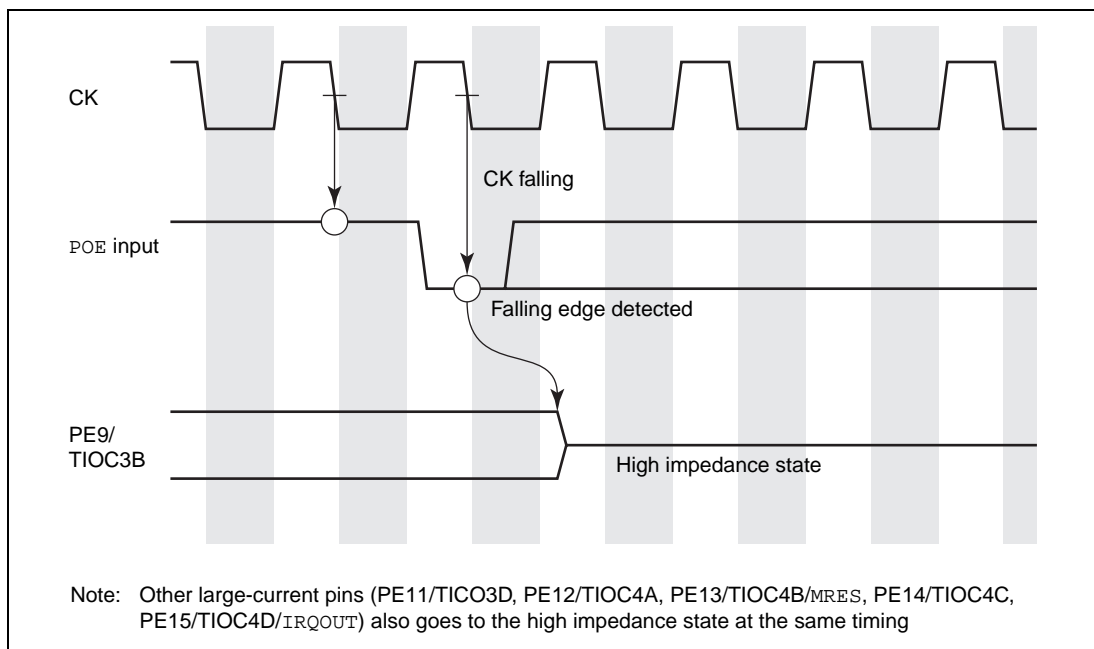 CK
CK falling
POE input
Falling edge detected
PE9/
TIOC3B
High impedance state
Note: Other large-current pins (PE11/TICO3D, PE12/TIOC4A, PE13/TIOC4B/MRES, PE14/TIOC4C,
PE15/TIOC4D/IRQOUT) also goes to the high impedance state at the same timing